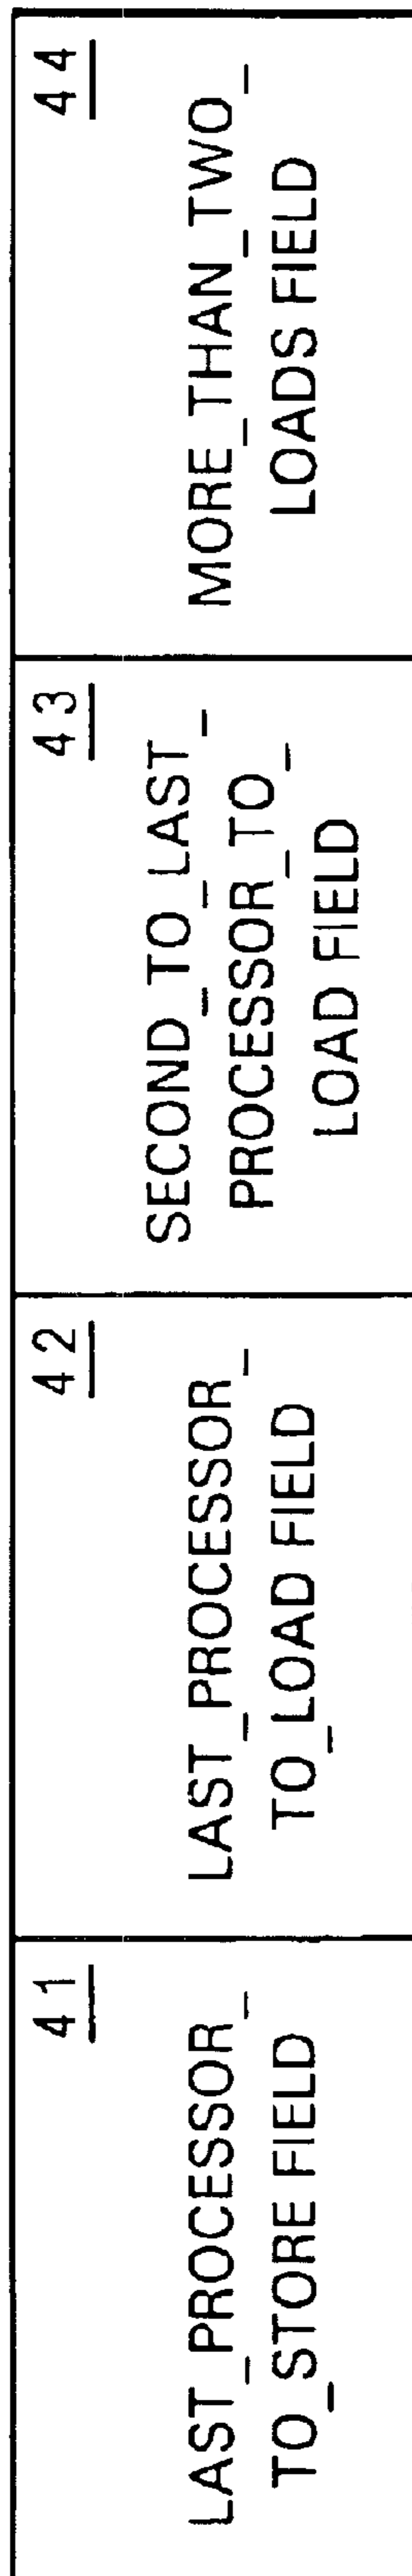 41
LAST_PROCESSOR_
TO_STORE FIELD
42
LAST_PROCESSOR_
TO_LOAD FIELD
43
SECOND_TO_LAST_
PROCESSOR_TO_
LOAD FIELD
44
MORE_THAN_TWO_
LOADS FIELD